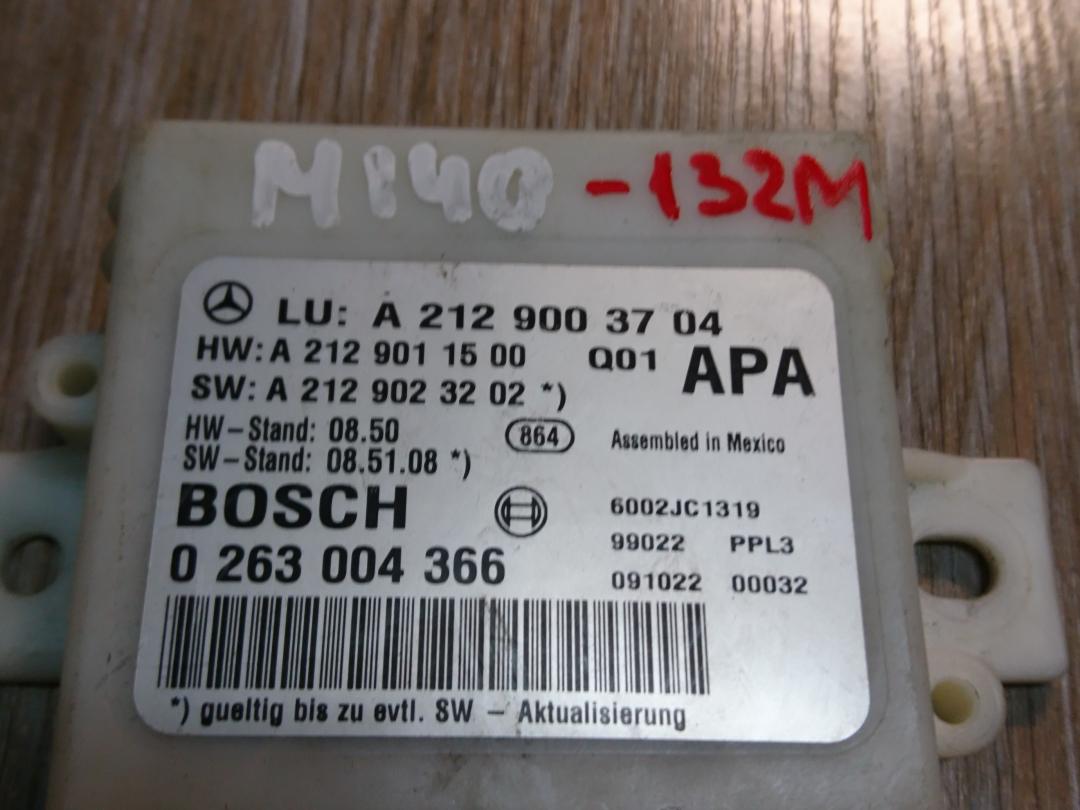 M140 -132M
LU: A 212 900 37 04
HW: A 212 901 15 00 Q01 APA
SW: A 212 902 32 02 *)
HW-Stand: 08.50 864 Assembled in Mexico
SW-Stand: 08.51.08 *)
BOSCH 6002JC1319
99022 PPL3
0 263 004 366 091022 00032
*) gueltig bis zu evtl. SW - Aktualisierung